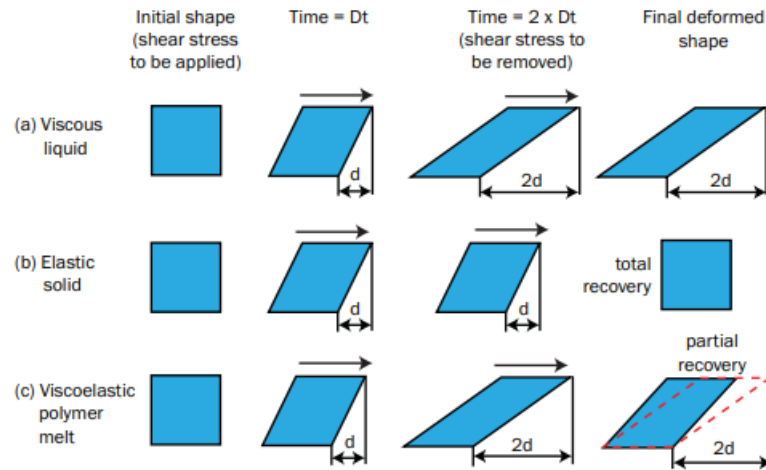 Initial shape
(shear stress
to be applied)
Time = Dt
Time = 2 x Dt
(shear stress to
be removed)
Final deformed
shape
(a) Viscous
liquid
d
2d
2d
(b) Elastic
solid
d
d
total
recovery
(c) Viscoelastic
polymer
melt
d
2d
partial
recovery
2d